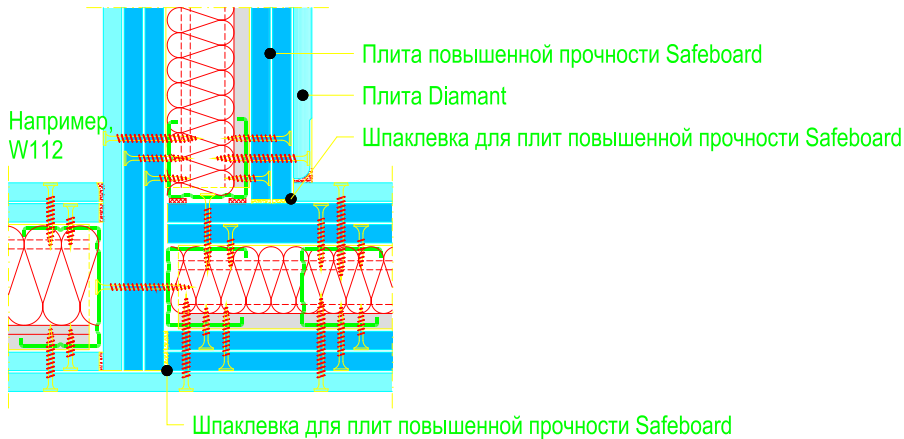 Плита повышенной прочности Safeboard
Плита Diamant
Например,
W112
Шпаклевка для плит повышенной прочности Safeboard
Шпаклевка для плит повышенной прочности Safeboard